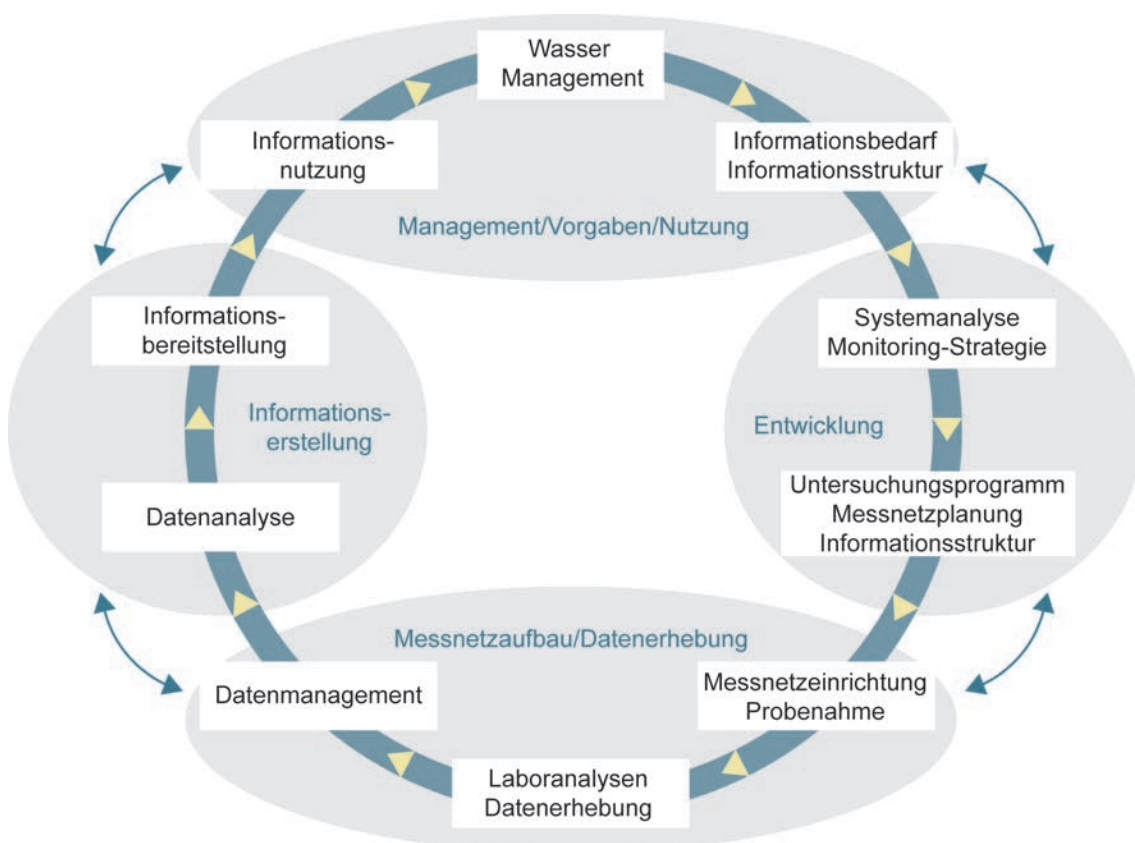 Wasser
Management
Informations-
nutzung
Informationsbedarf
Informationsstruktur
Management/Vorgaben/Nutzung
Informations-
bereitstellung
Systemanalyse
Monitoring-Strategie
Informations-
erstellung
Entwicklung
Datenanalyse
Untersuchungsprogramm
Messnetzplanung
Informationsstruktur
Messnetzaufbau/Datenerhebung
Datenmanagement
Messnetzeinrichtung
Probenahme
Laboranalysen
Datenerhebung